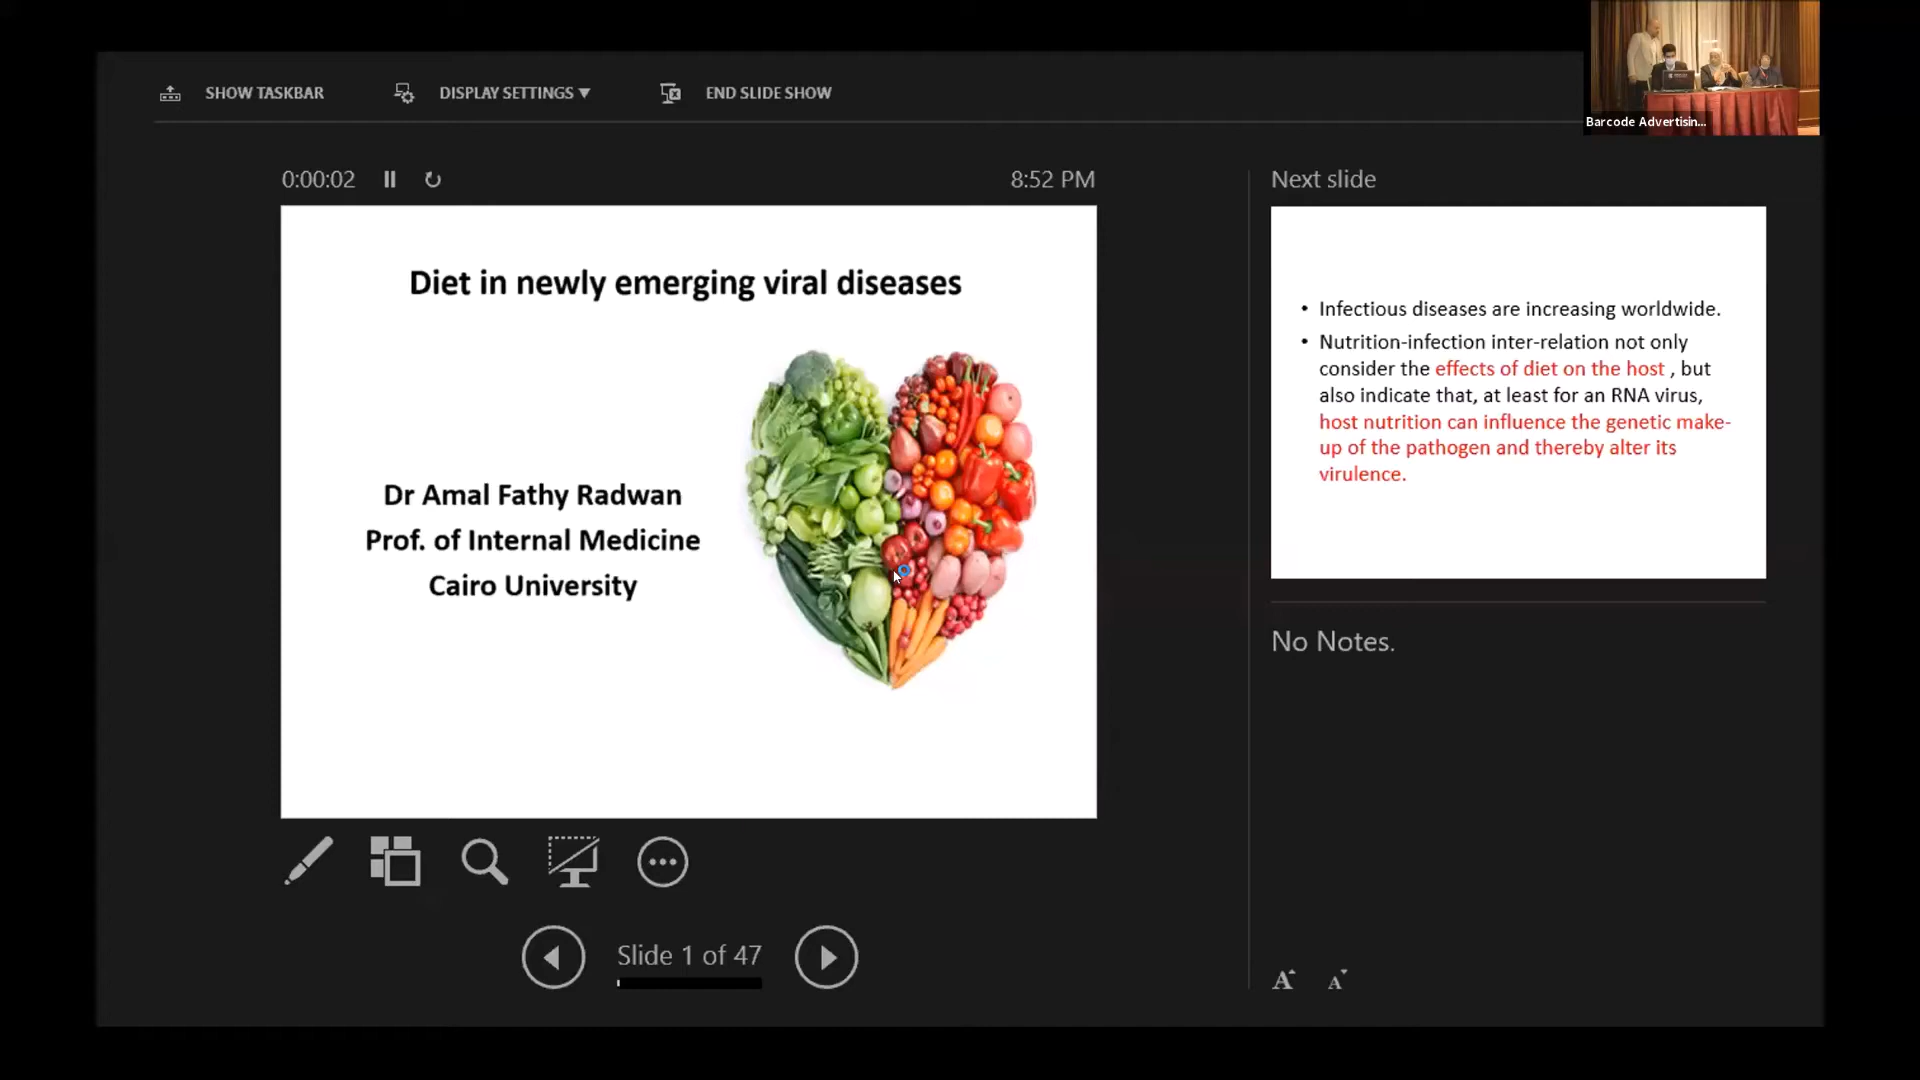 Barcode Advertisin...
SHOW TASKBAR
DISPLAY SETTINGS ▼
END SLIDE SHOW
0:00:02
8:52 PM
Diet in newly emerging viral diseases
Dr Amal Fathy Radwan
Prof. of Internal Medicine
Cairo University
Slide 1 of 47
Next slide
• Infectious diseases are increasing worldwide.
• Nutrition-infection inter-relation not only
consider the effects of diet on the host , but
also indicate that, at least for an RNA virus,
host nutrition can influence the genetic make-
up of the pathogen and thereby alter its
virulence.
No Notes.
A A